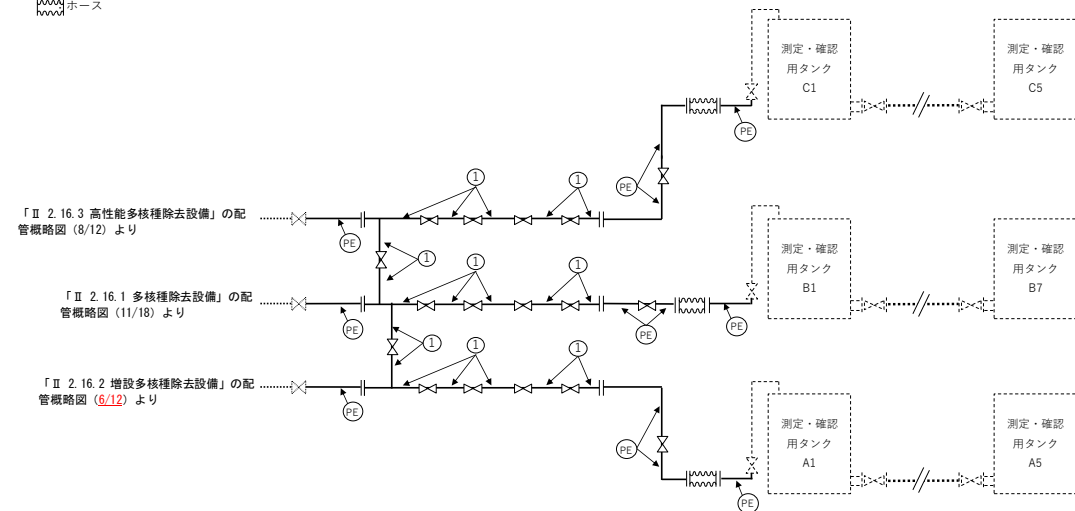 ホース
測定・確認
用タンク
C1
測定・確認
用タンク
C5
PE
PE
1
1
「Ⅱ 2.16.3 高性能多核種除去設備」の配
管概略図（8/12）より
PE
1
測定・確認
用タンク
B1
測定・確認
用タンク
B7
1
1
「Ⅱ 2.16.1 多核種除去設備」の配
管概略図（11/18）より
PE
PE
PE
1
1
1
「Ⅱ 2.16.2 増設多核種除去設備」の配
管概略図（6/12）より
PE
測定・確認
用タンク
A1
測定・確認
用タンク
A5
PE
PE